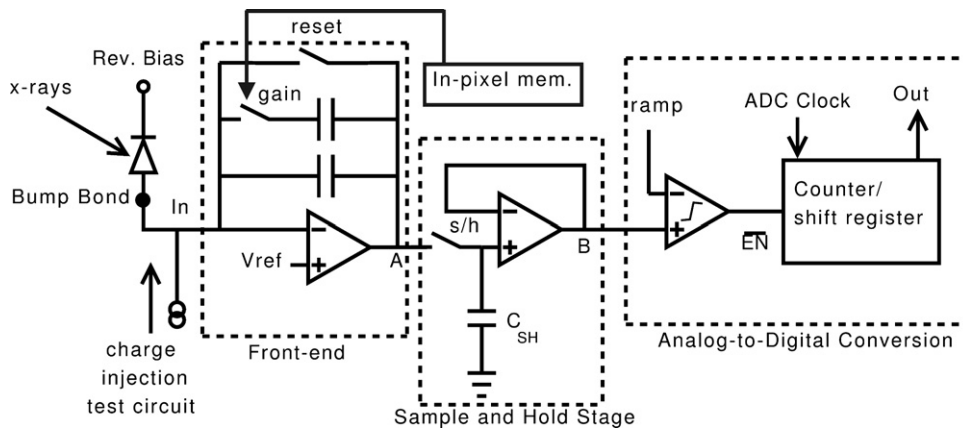 reset
Rev. Bias
x-rays
In-pixel mem.
gain
ramp
ADC Clock
Out
Bump Bond
In
Counter/
shift register
s/h
Vref
A
B
EN
C
SH
charge
injection
test circuit
Front-end
Sample and Hold Stage
Analog-to-Digital Conversion